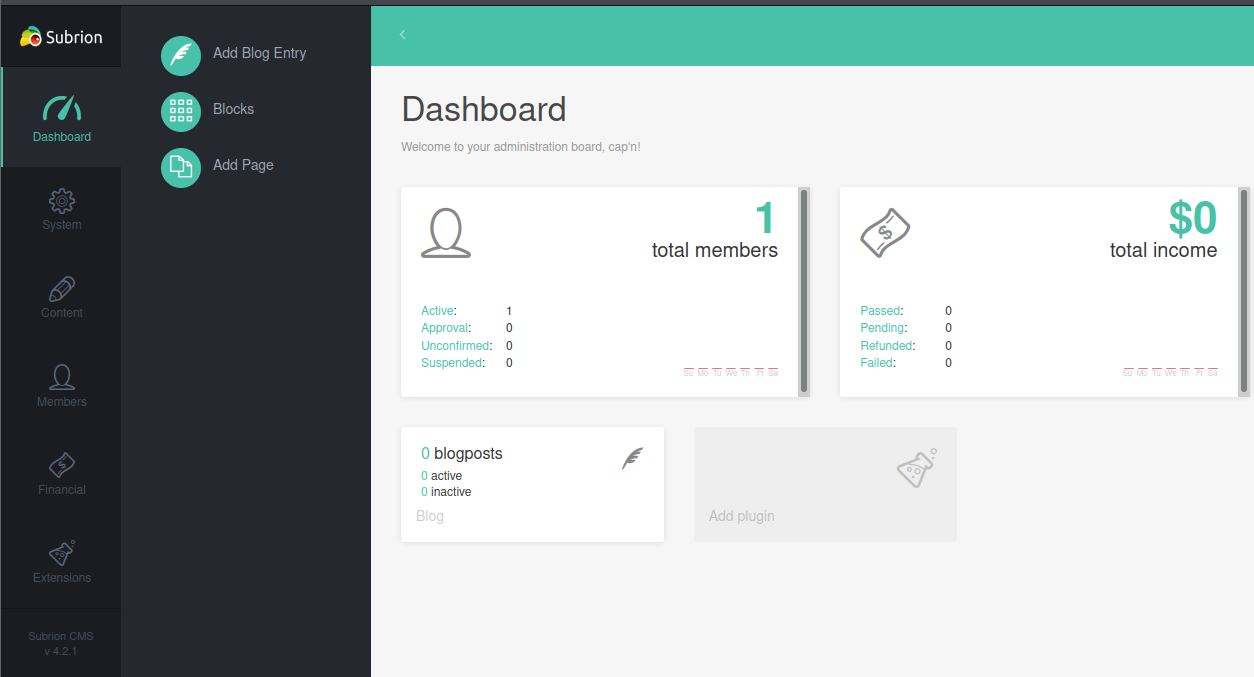 Subrion
Dashboard
System
Content
Members
Financial
Extensions
Subrion CMS
v 4.2.1
Add Blog Entry
Blocks
Add Page
Dashboard
Welcome to your administration board, cap'n!
1
total members
Active: 1
Approval: 0
Unconfirmed: 0
Suspended: 0
Su Mo Tu We Th Fr Sa
$0
total income
Passed: 0
Pending: 0
Refunded: 0
Failed: 0
Su Mo Tu We Th Fr Sa
0 blogposts
0 active
0 inactive
Blog
Add plugin